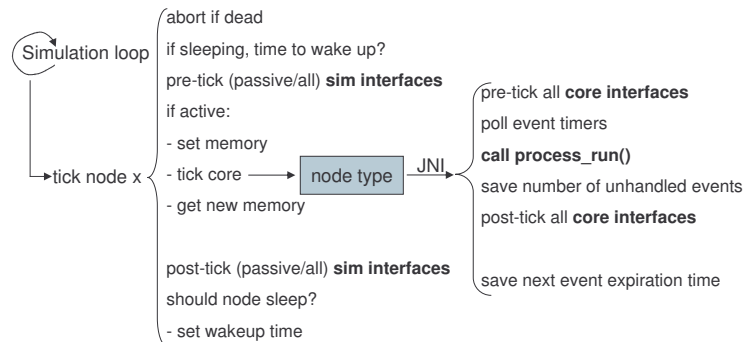 Simulation loop
tick node x
abort if dead
if sleeping, time to wake up?
pre-tick (passive/all) sim interfaces
if active:
- set memory
- tick core
- get new memory
post-tick (passive/all) sim interfaces
should node sleep?
- set wakeup time
node type
JNI
pre-tick all core interfaces
poll event timers
call process_run()
save number of unhandled events
post-tick all core interfaces
save next event expiration time